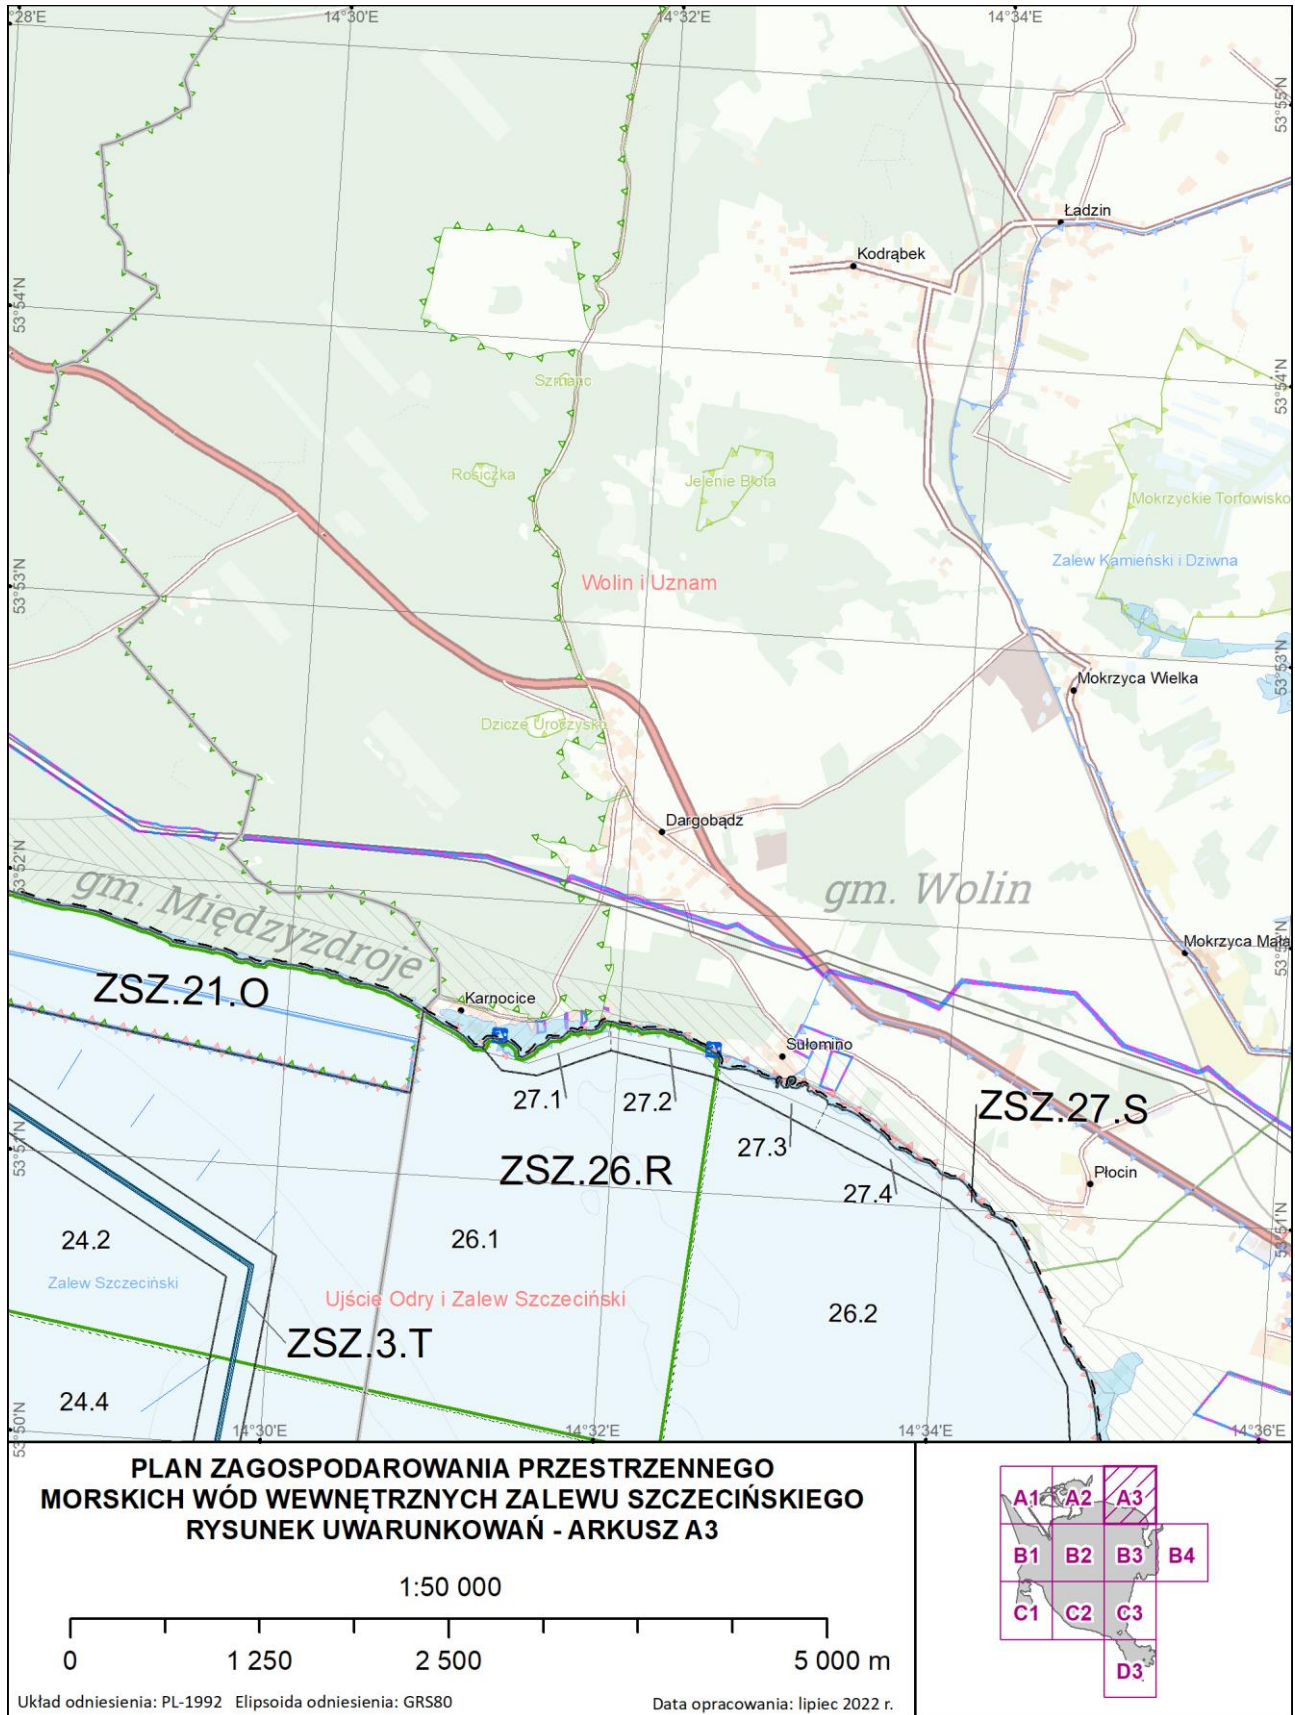 14°28'E
14°30'E
14°32'E
14°34'E
53°55'N
Ładzin
Kodrąbek
53°54'N
53°54'N
Szmanc
Rosiczka
Jelenie Błota
Mokrzyckie Torfowisko
Zalew Kamieński i Dziwna
53°53'N
Wolin i Uznam
53°53'N
Mokrzyca Wielka
Dzicze Uroczysko
Dargobądz
53°52'N
gm. Międzyzdroje
gm. Wolin
Mokrzyca Mała
53°52'N
ZSZ.21.O
Karnocice
Sułomino
27.1
27.2
ZSZ.27.S
53°51'N
27.3
ZSZ.26.R
Płocin
27.4
53°51'N
24.2
26.1
Zalew Szczeciński
Ujście Odry i Zalew Szczeciński
26.2
ZSZ.3.T
24.4
53°50'N
14°30'E
14°32'E
14°34'E
14°36'E
PLAN ZAGOSPODAROWANIA PRZESTRZENNEGO
MORSKICH WÓD WEWNĘTRZNYCH ZALEWU SZCZECIŃSKIEGO
RYSUNEK UWARUNKOWAŃ - ARKUSZ A3
1:50 000
0 1 250 2 500 5 000 m
Układ odniesienia: PL-1992 Elipsoida odniesienia: GRS80
Data opracowania: lipiec 2022 r.
A1 A2 A3
B1 B2 B3 B4
C1 C2 C3
D3